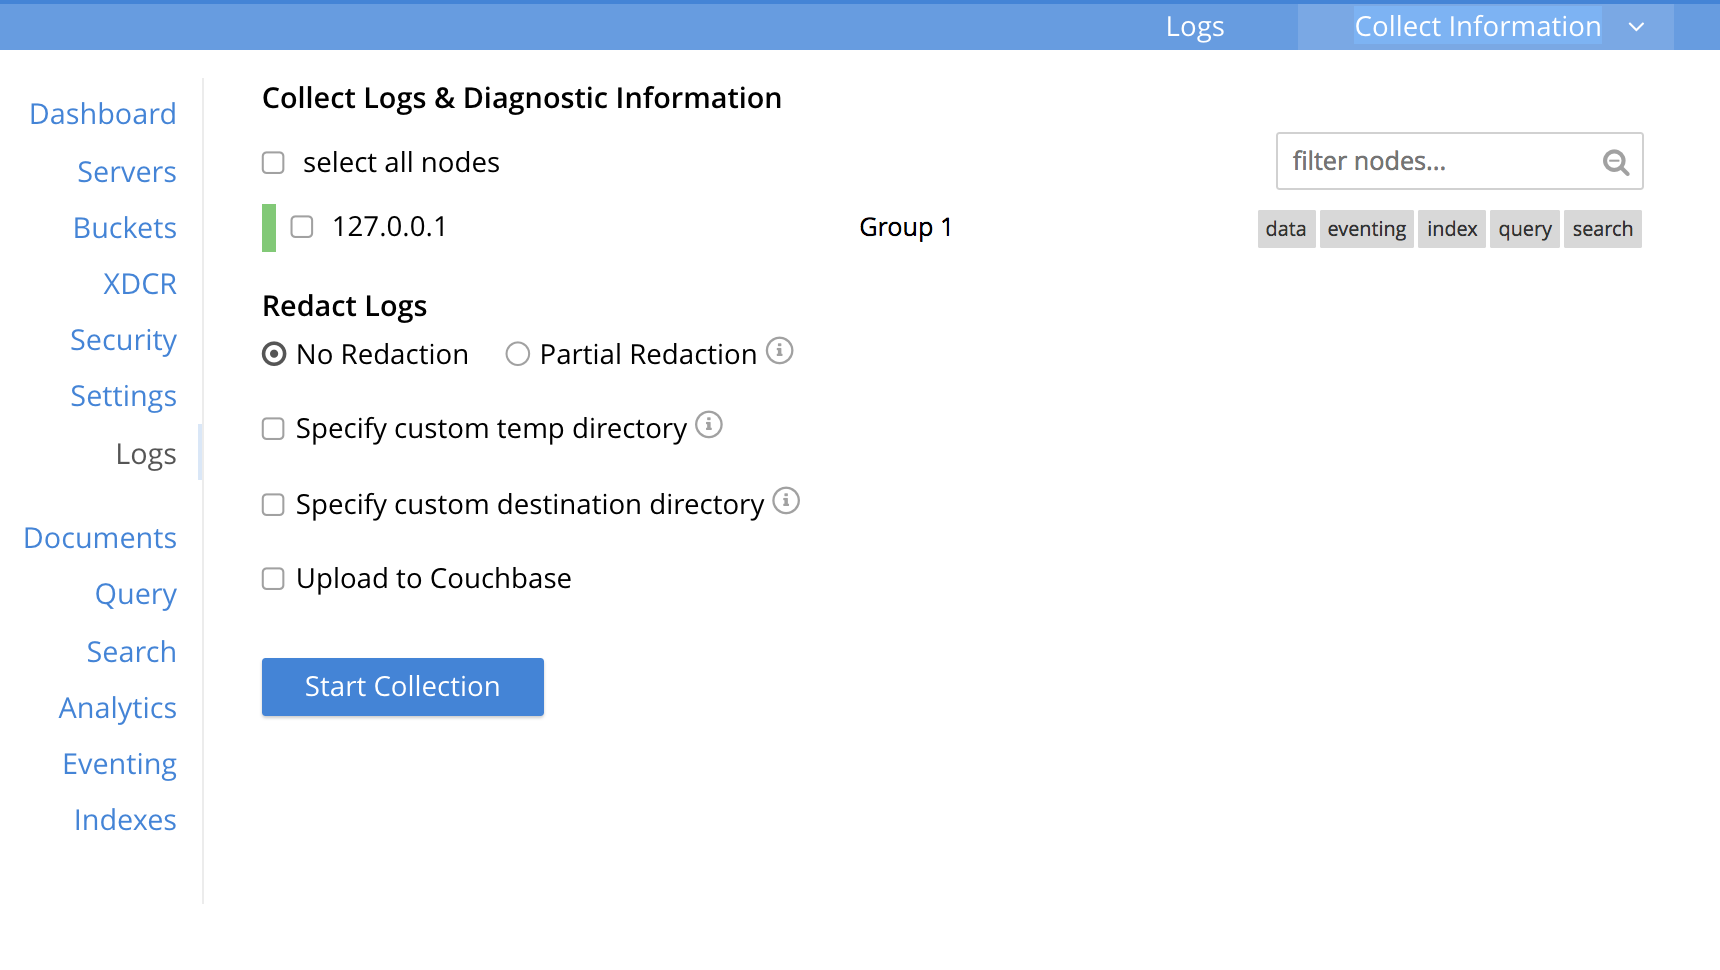 Logs Collect Information
Dashboard
Servers
Buckets
XDCR
Security
Settings
Logs
Documents
Query
Search
Analytics
Eventing
Indexes
Collect Logs & Diagnostic Information
select all nodes
filter nodes...
127.0.0.1 Group 1 data eventing index query search
Redact Logs
No Redaction Partial Redaction
Specify custom temp directory
Specify custom destination directory
Upload to Couchbase
Start Collection